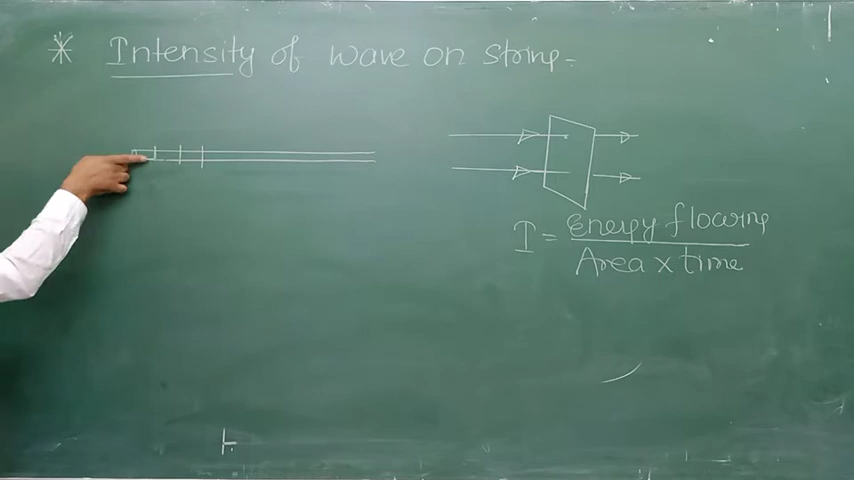 * Intensity of wave on string -
I = Energy flowing
Area x time